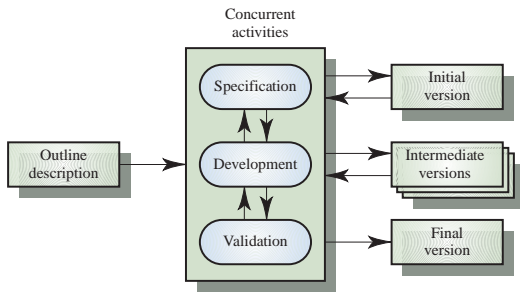 Concurrent
activities
Specification
Initial
version
Outline
description
Development
Intermediate
versions
Validation
Final
version